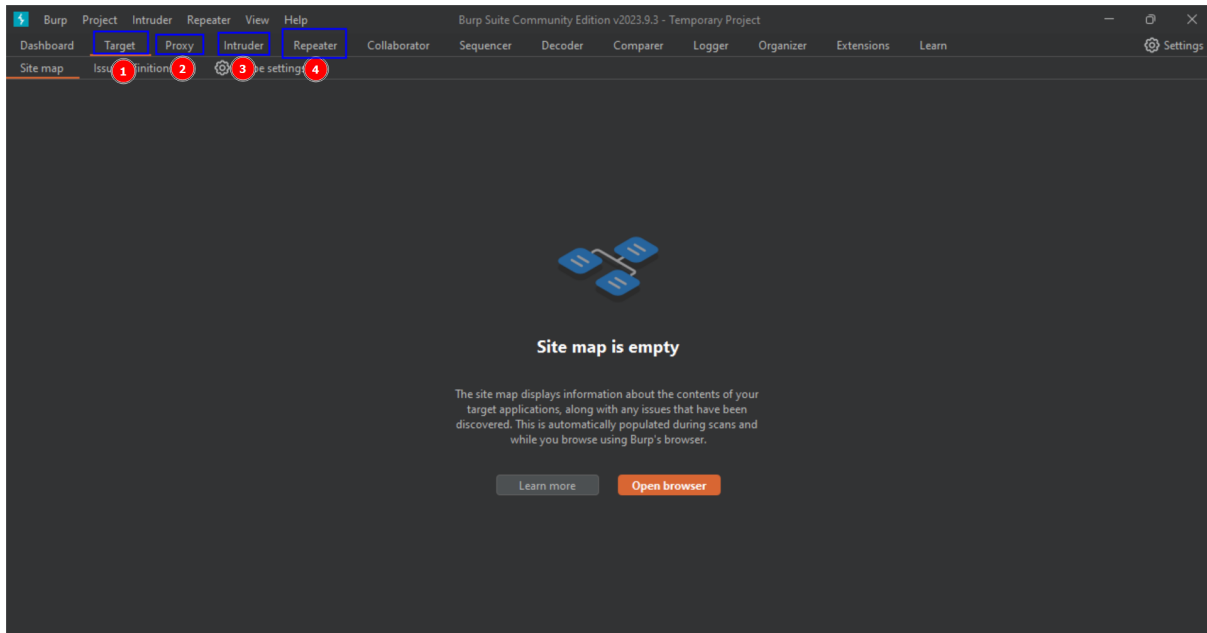 Burp Project Intruder Repeater View Help Burp Suite Community Edition v2023.9.3 - Temporary Project
Dashboard Target Proxy Intruder Repeater Collaborator Sequencer Decoder Comparer Logger Organizer Extensions Learn Settings
Site map 1 2 3 4
Site map is empty
The site map displays information about the contents of your
target applications, along with any issues that have been
discovered. This is automatically populated during scans and
while you browse using Burp's browser.
Learn more Open browser